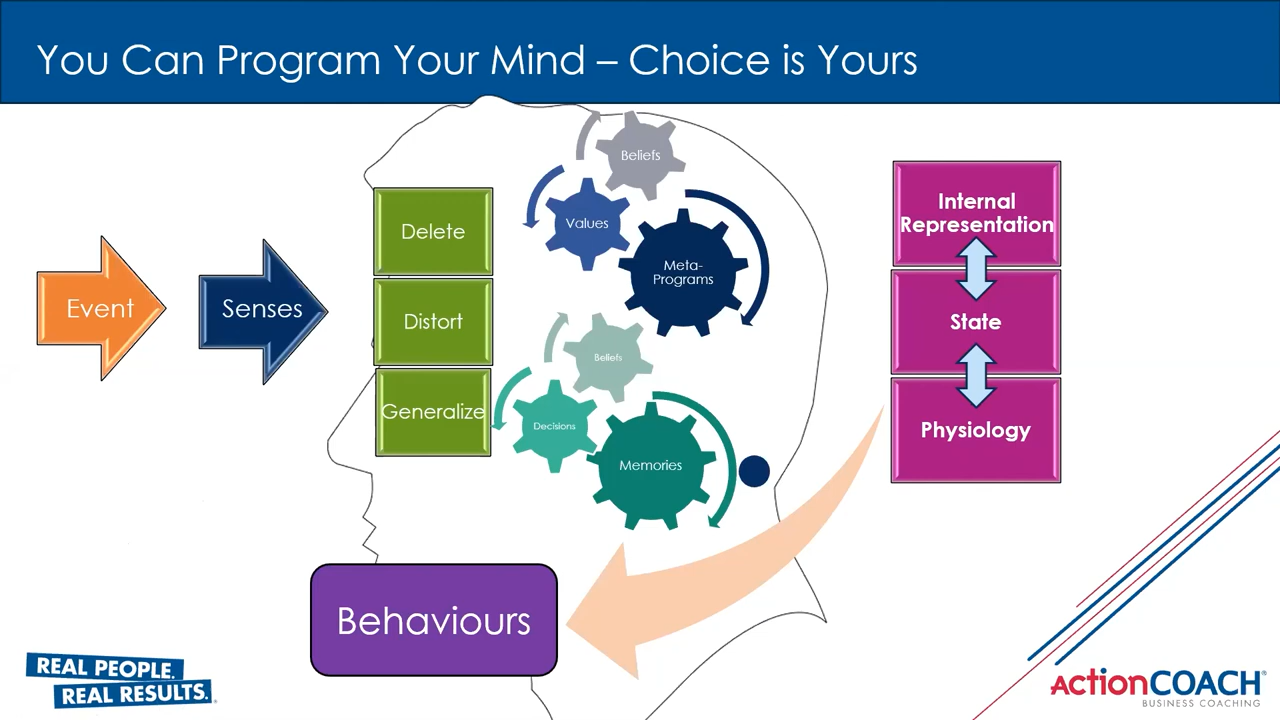 You Can Program Your Mind – Choice is Yours
Event
Senses
Delete
Distort
Generalize
Beliefs
Values
Meta-
Programs
Beliefs
Decisions
Memories
Internal
Representation
State
Physiology
Behaviours
REAL PEOPLE.
REAL RESULTS.
ActionCOACH®
BUSINESS COACHING